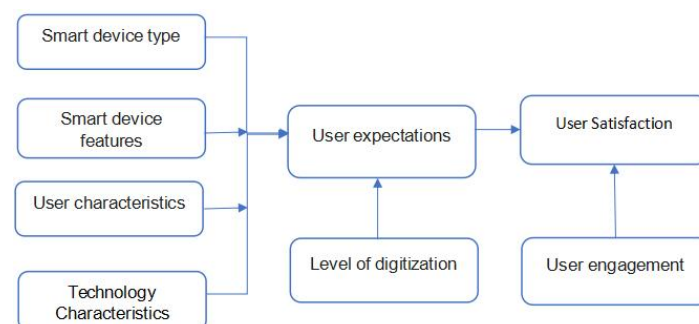 Smart device type
Smart device
features
User characteristics
Technology
Characteristics
User expectations
Level of digitization
User Satisfaction
User engagement